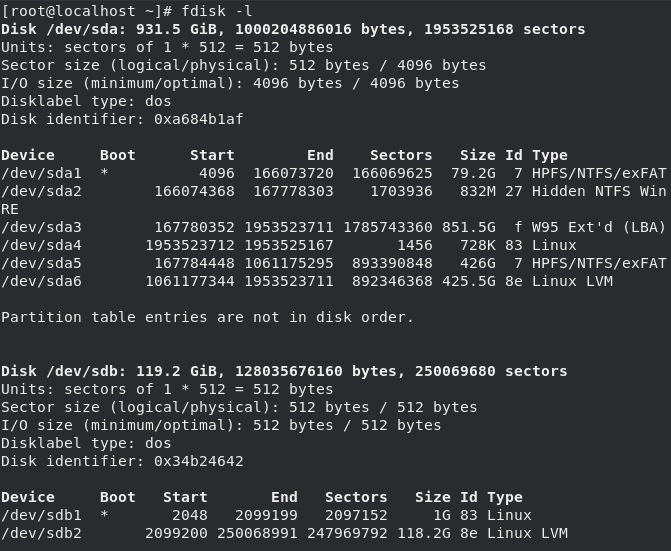 [root@localhost ~]# fdisk -l
Disk /dev/sda: 931.5 GiB, 1000204886016 bytes, 1953525168 sectors
Units: sectors of 1 * 512 = 512 bytes
Sector size (logical/physical): 512 bytes / 4096 bytes
I/O size (minimum/optimal): 4096 bytes / 4096 bytes
Disklabel type: dos
Disk identifier: 0xa684b1af
Device     Boot      Start        End    Sectors   Size Id Type
/dev/sda1  *          4096  166073720  166069625  79.2G  7 HPFS/NTFS/exFAT
/dev/sda2        166074368  167778303    1703936   832M 27 Hidden NTFS Win
RE
/dev/sda3        167780352 1953523711 1785743360 851.5G  f W95 Ext'd (LBA)
/dev/sda4       1953523712 1953525167       1456   728K 83 Linux
/dev/sda5        167784448 1061175295  893390848   426G  7 HPFS/NTFS/exFAT
/dev/sda6       1061177344 1953523711  892346368 425.5G 8e Linux LVM
Partition table entries are not in disk order.
Disk /dev/sdb: 119.2 GiB, 128035676160 bytes, 250069680 sectors
Units: sectors of 1 * 512 = 512 bytes
Sector size (logical/physical): 512 bytes / 512 bytes
I/O size (minimum/optimal): 512 bytes / 512 bytes
Disklabel type: dos
Disk identifier: 0x34b24642
Device     Boot   Start       End   Sectors   Size Id Type
/dev/sdb1  *       2048   2099199   2097152     1G 83 Linux
/dev/sdb2       2099200 250068991 247969792 118.2G 8e Linux LVM